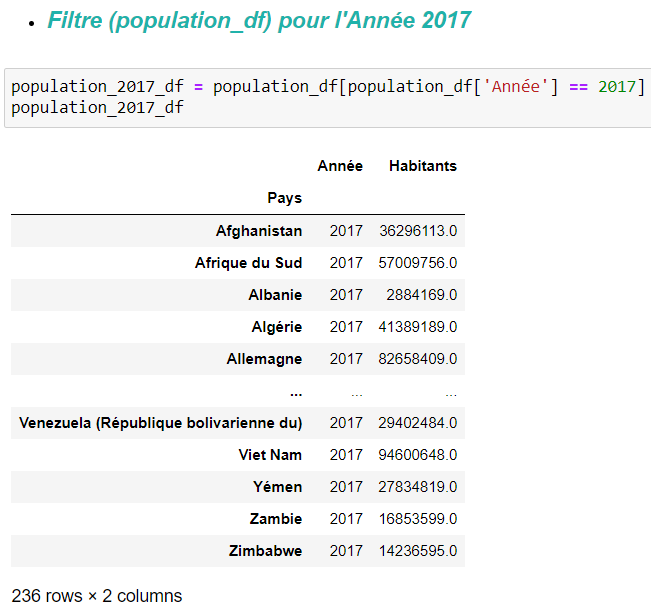 Filtre (population_df) pour l'Année 2017
population_2017_df = population_df[population_df['Année'] == 2017]
population_2017_df
Année Habitants
Pays
Afghanistan 2017 36296113.0
Afrique du Sud 2017 57009756.0
Albanie 2017 2884169.0
Algérie 2017 41389189.0
Allemagne 2017 82658409.0
... ... ...
Venezuela (République bolivarienne du) 2017 29402484.0
Viet Nam 2017 94600648.0
Yémen 2017 27834819.0
Zambie 2017 16853599.0
Zimbabwe 2017 14236595.0
236 rows × 2 columns